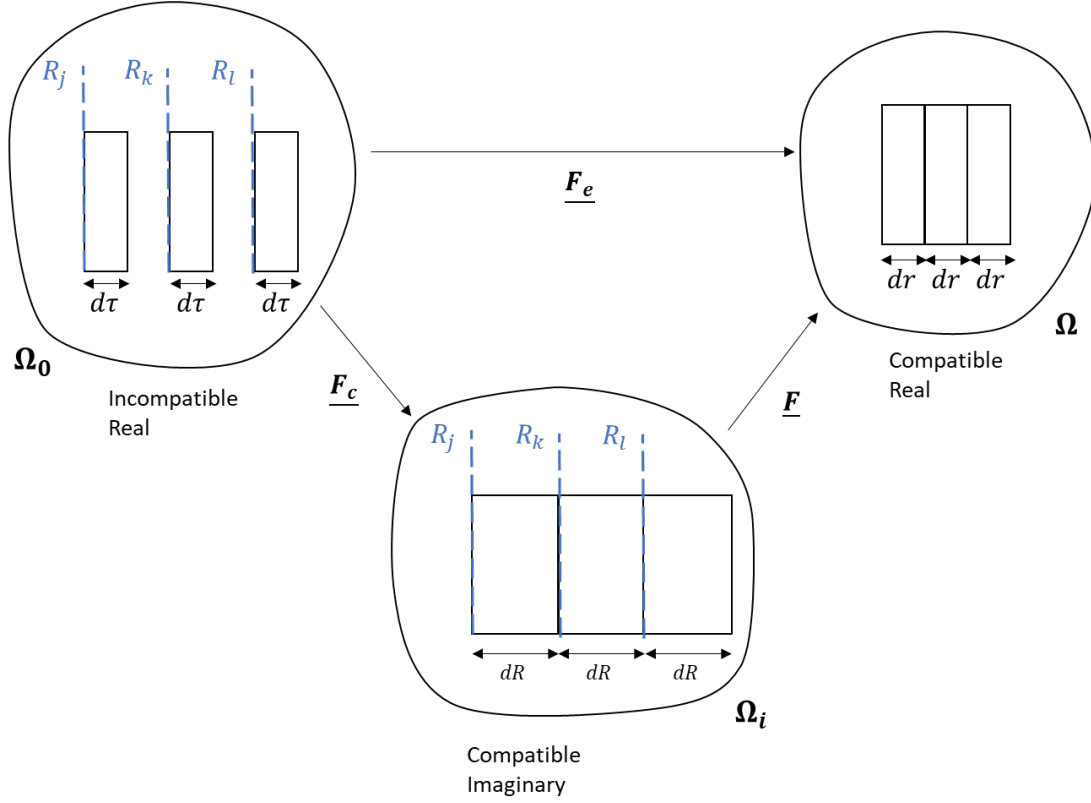 R_j R_k R_l
dτ dτ dτ
Ω_0
Incompatible
Real
F_e
dr dr dr
Ω
Compatible
Real
F_c
F
R_j R_k R_l
dR dR dR
Ω_i
Compatible
Imaginary